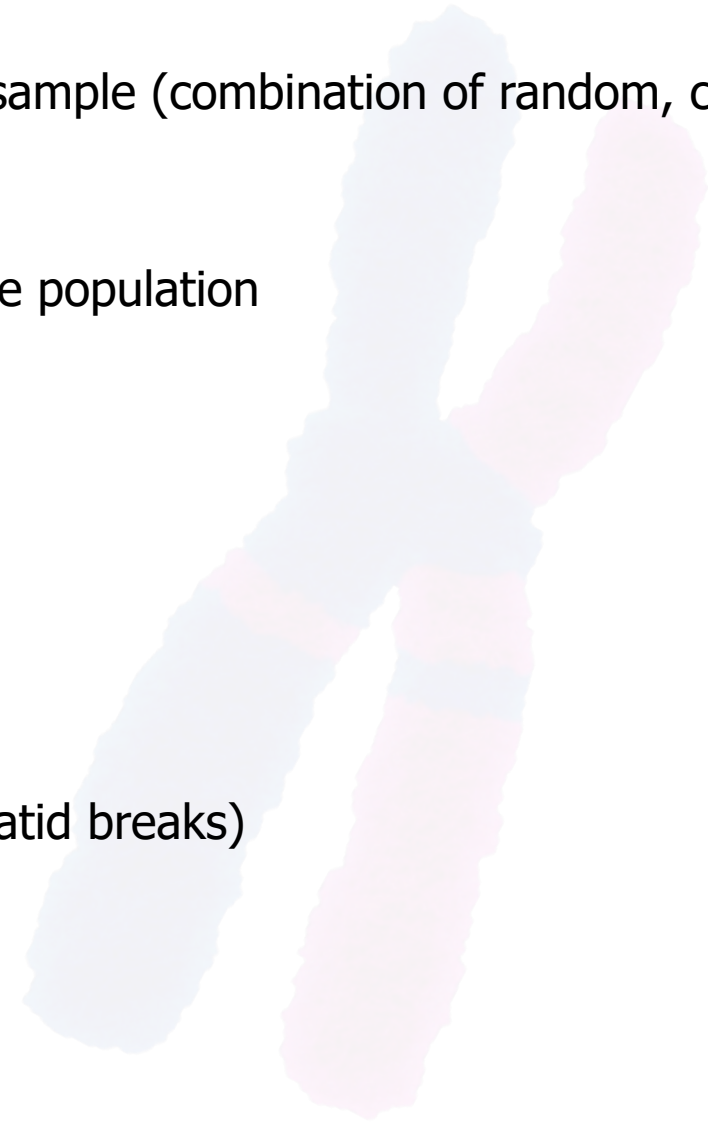 sample (combination of random, c
e population
atid breaks)